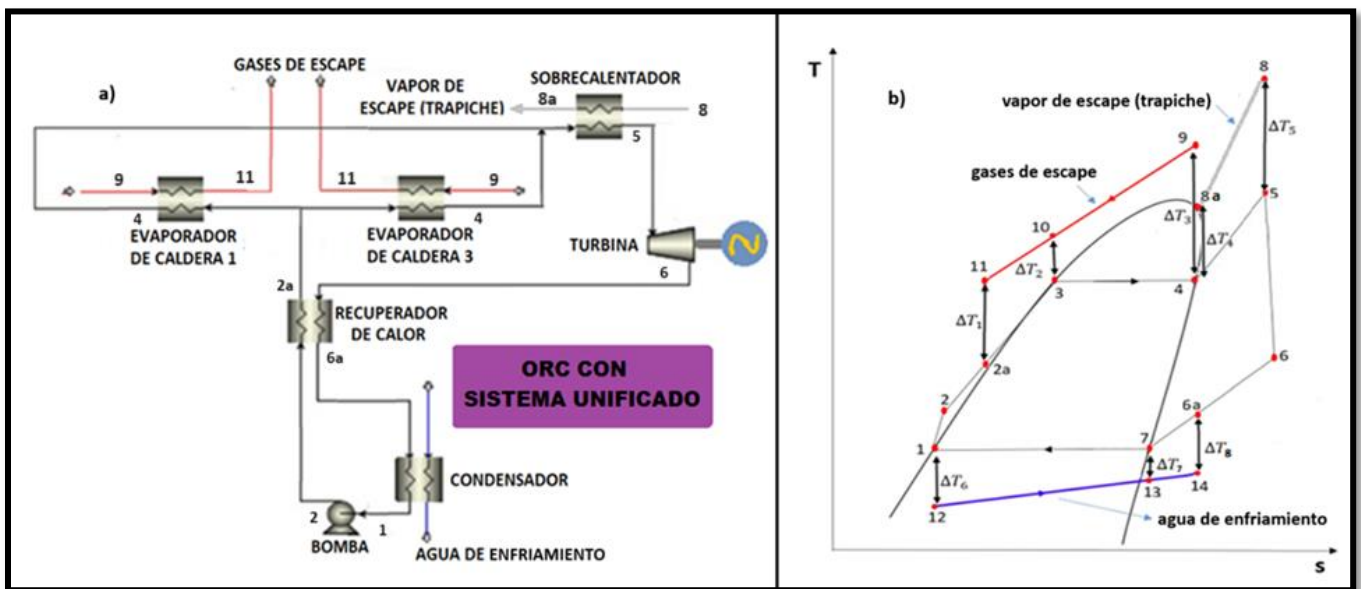 a)
GASES DE ESCAPE
VAPOR DE
ESCAPE (TRAPICHE)
8a
SOBRECALENTADOR
8
5
9
11
11
9
4
4
EVAPORADOR
DE CALDERA 1
EVAPORADOR
DE CALDERA 3
TURBINA
6
2a
RECUPERADOR
DE CALOR
6a
ORC CON
SISTEMA UNIFICADO
CONDENSADOR
2
1
BOMBA
AGUA DE ENFRIAMIENTO
b)
T
8
vapor de escape (trapiche)
ΔT₅
9
gases de escape
5
8a
ΔT₃
ΔT₄
10
ΔT₂
11
3
4
ΔT₁
2a
6
2
6a
1
7
ΔT₈
ΔT₆
ΔT₇
13
14
12
agua de enfriamiento
s